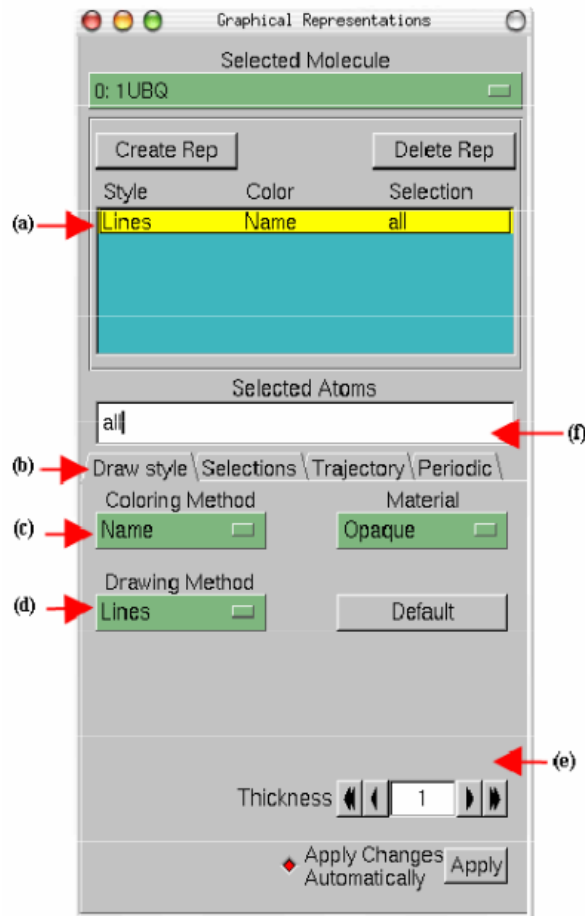 Graphical Representations
Selected Molecule
0: 1UBQ
Create Rep Delete Rep
Style Color Selection
(a) Lines Name all
Selected Atoms
all (f)
(b) Draw style Selections Trajectory Periodic
Coloring Method Material
(c) Name Opaque
Drawing Method
(d) Lines Default
(e)
Thickness 1
Apply Changes Automatically Apply